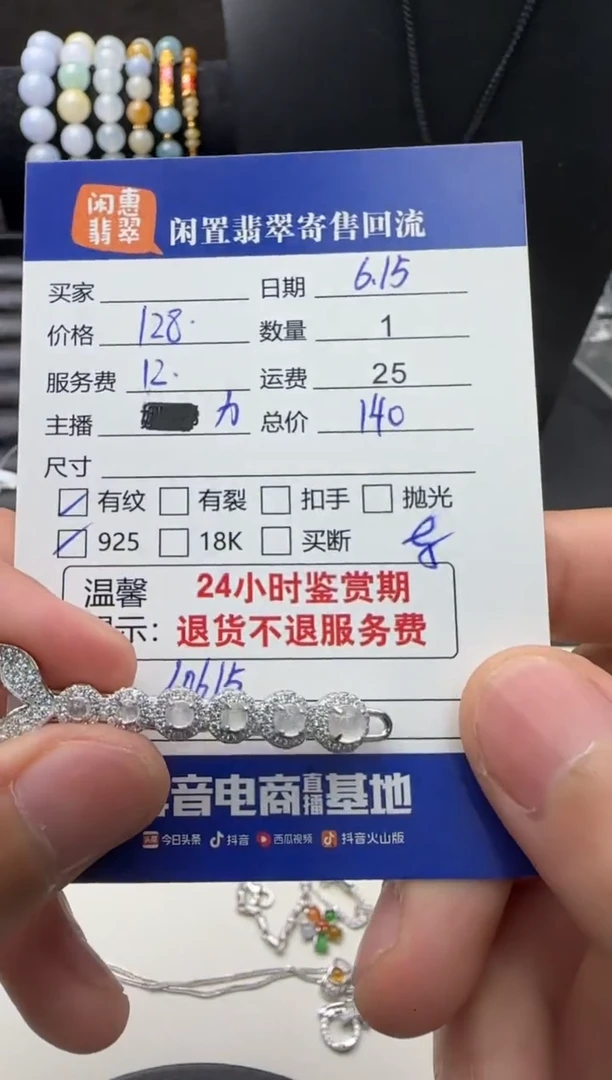 闲惠
翡翠
闲置翡翠寄售回流
买家 日期 6.15
价格 128. 数量 1
服务费 12. 运费 25
主播 力 总价 140
尺寸
有纹 有裂 扣手 抛光
925 18K 买断
温馨 24小时鉴赏期
提示: 退货不退服务费
音电商直播基地
头条 今日头条 抖音 西瓜视频 抖音火山版